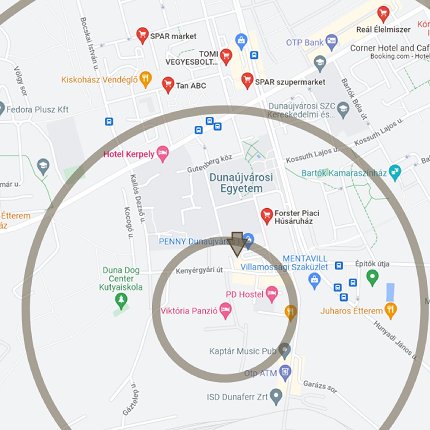 Bocskai István u.
SPAR market
TOMI
VEGYESBOLT...
OTP Bank
Reál Élelmiszer
Corner Hotel and Cafe
Booking.com
Kiskohász Vendéglő
Tan ABC
SPAR szupermarket
Völgy sor
Fedora Plusz Kft
Dunaújvárosi SZC
Kereskedelmi és...
Bartók Béla út
Kossuth Lajos u.
Kossuth Lajos u.
Hotel Kerpely
Gutenberg köz
Dunaújvárosi
Egyetem
Bartók Kamaraszínház
Kallós Dezső u.
Kocogó u.
Étterem
Forster Piaci
Húsáruház
PENNY Dunaújváros
MENTAVILL
Villamossági Szaküzlet
Építők útja
Kenyérgyári út
Duna Dog
Center
Kutyaiskola
PD Hostel
Viktória Panzió
Juharos Étterem
Hunyadi János u.
Kaptár Music Pub
Otp ATM
Garázs sor
Gáztelep dalag
ISD Dunaferr Zrt